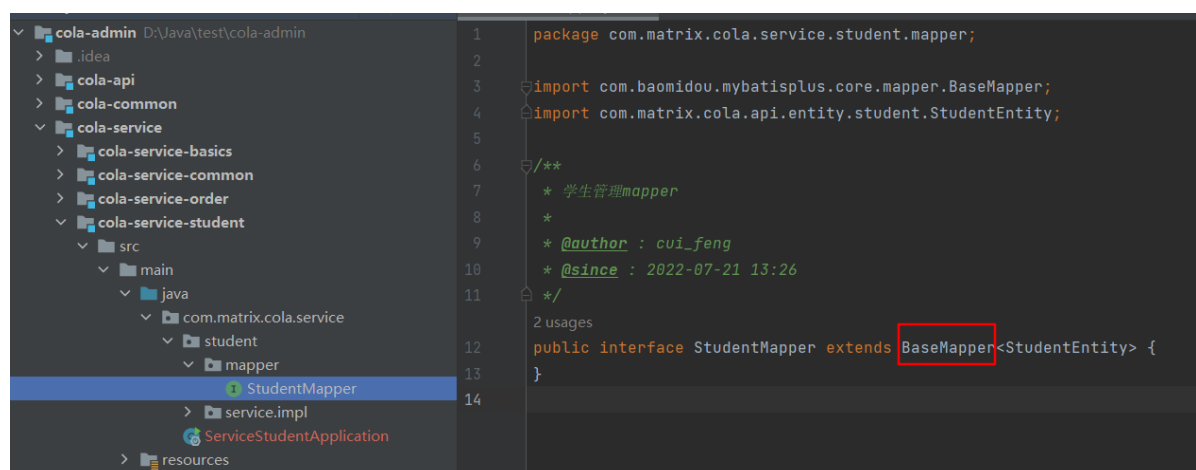 cola-admin D:\Java\test\cola-admin
.idea
cola-api
cola-common
cola-service
cola-service-basics
cola-service-common
cola-service-order
cola-service-student
src
main
java
com.matrix.cola.service
student
mapper
StudentMapper
service.impl
ServiceStudentApplication
resources
1 package com.matrix.cola.service.student.mapper;
2
3 import com.baomidou.mybatisplus.core.mapper.BaseMapper;
4 import com.matrix.cola.api.entity.student.StudentEntity;
5
6 /**
7 * 学生管理mapper
8 *
9 * @author : cui_feng
10 * @since : 2022-07-21 13:26
11 */
2 usages
12 public interface StudentMapper extends BaseMapper<StudentEntity> {
13 }
14